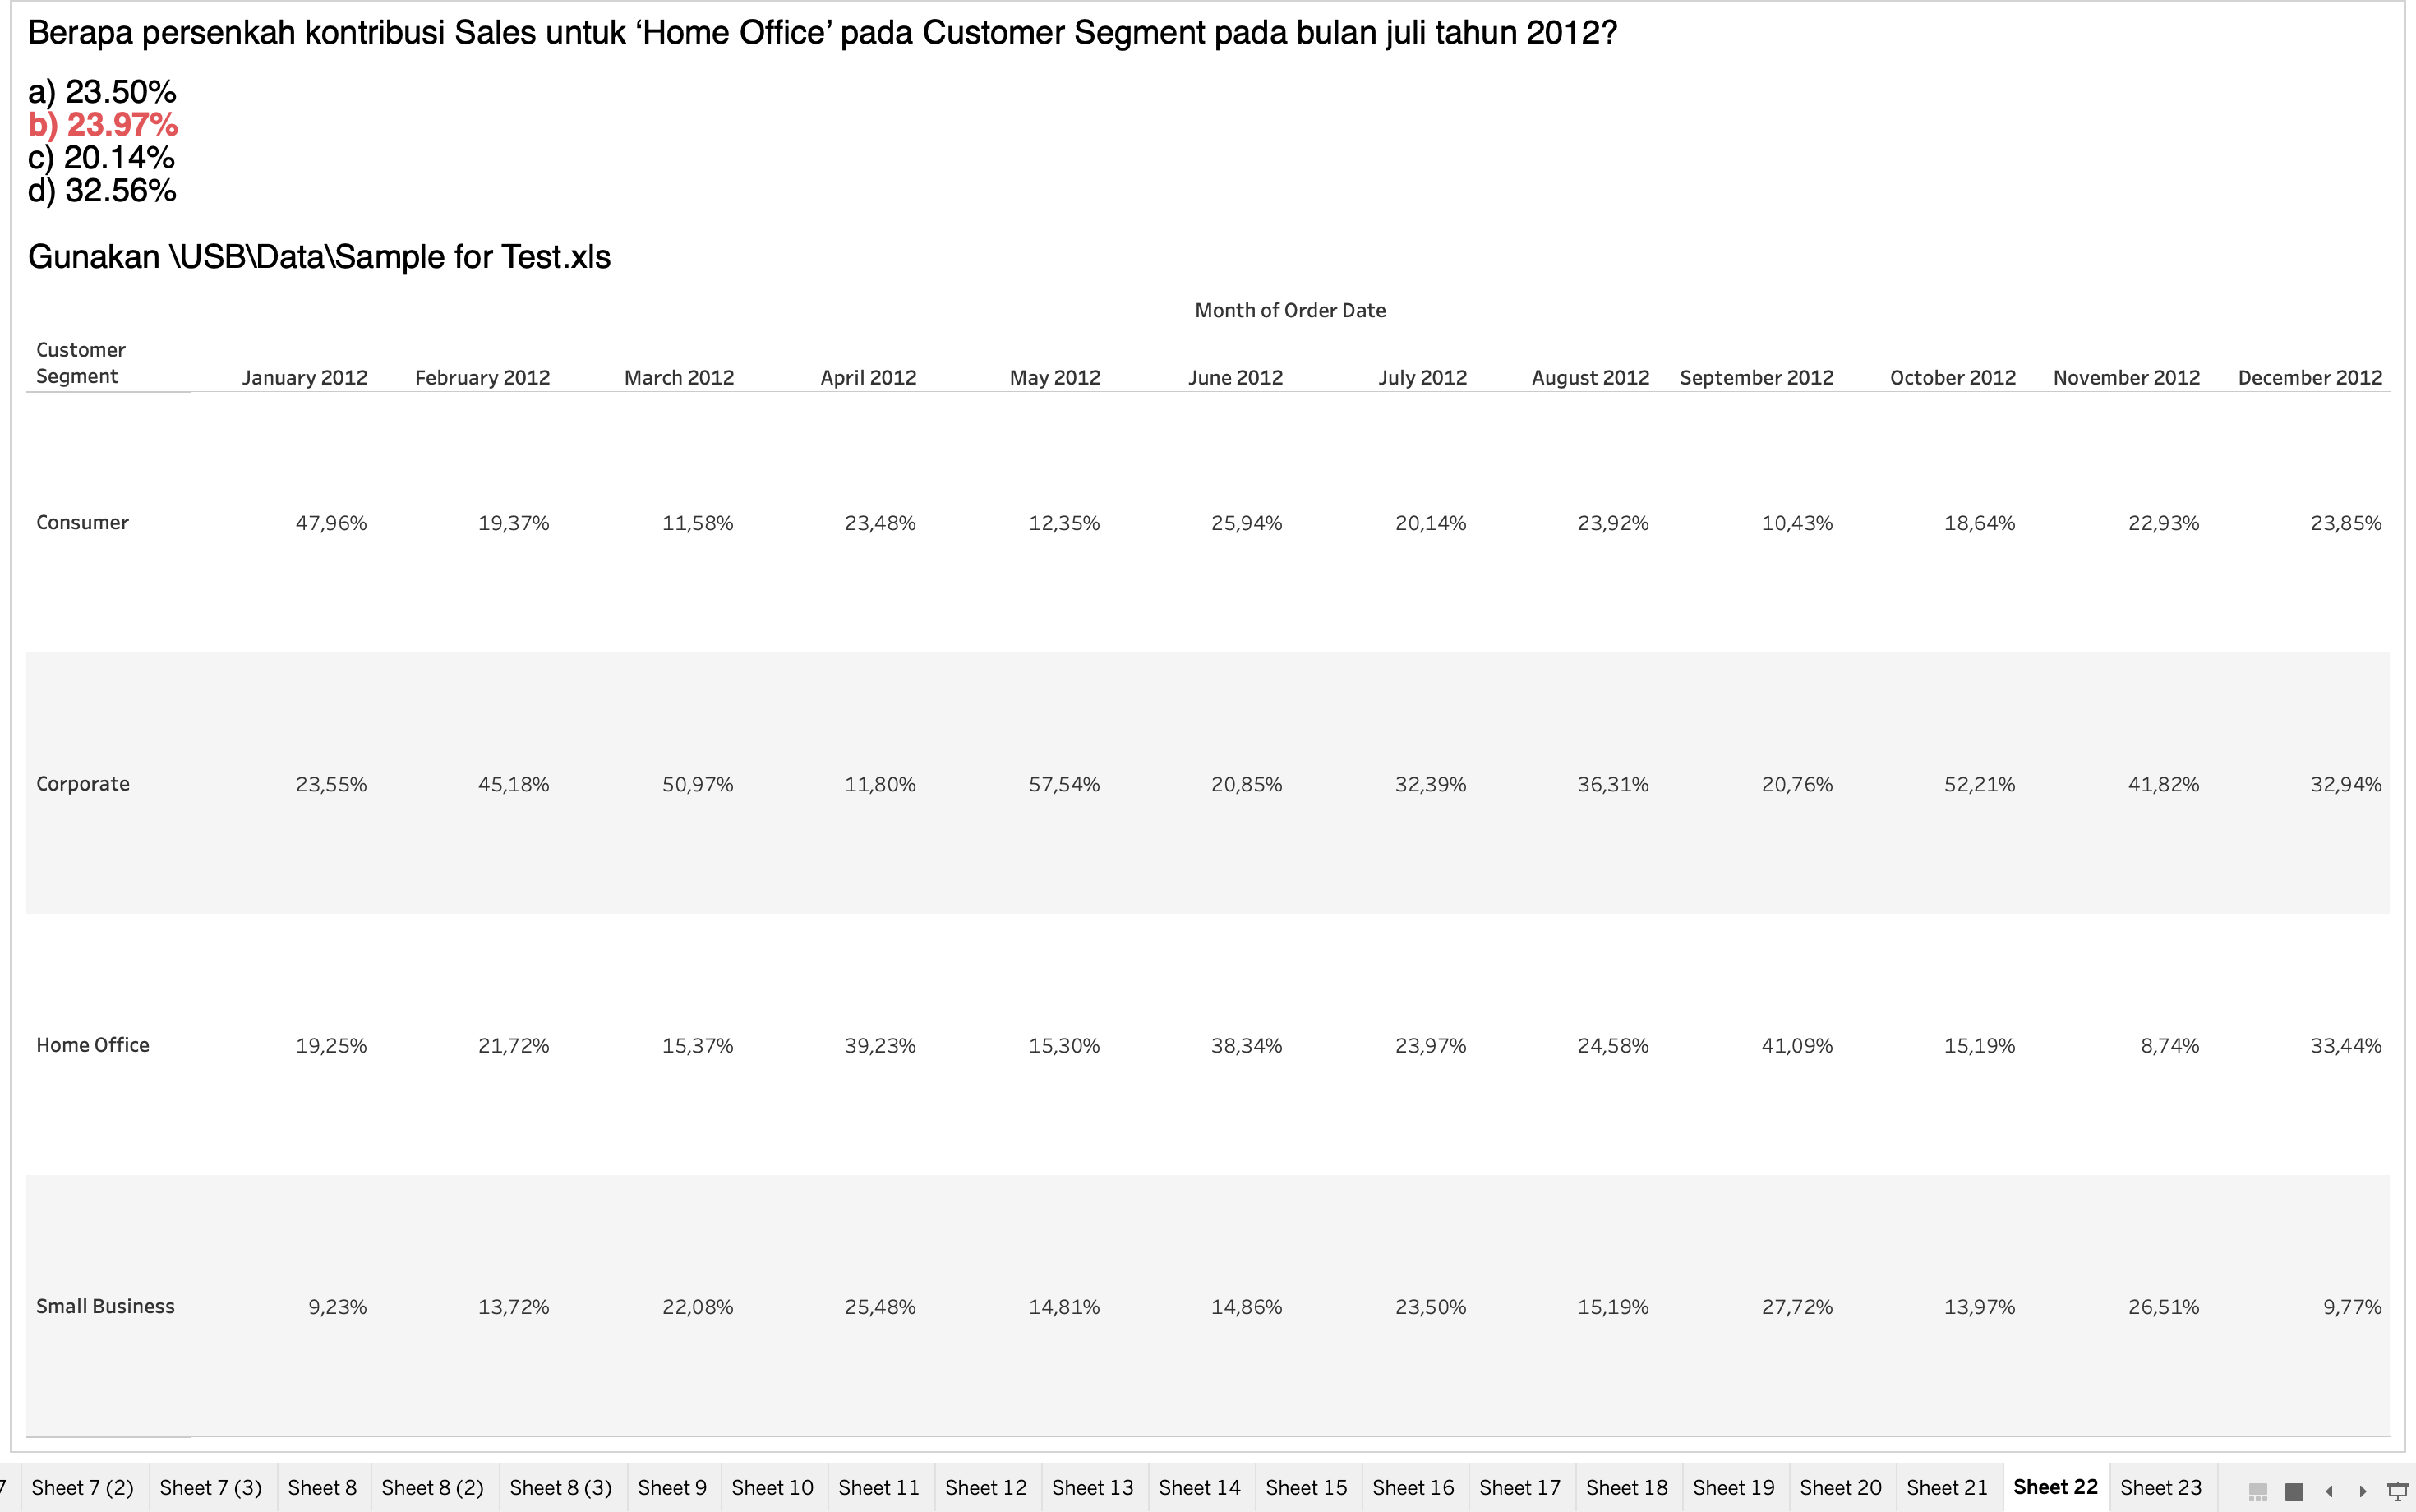 Berapa persenkah kontribusi Sales untuk ‘Home Office’ pada Customer Segment pada bulan juli tahun 2012?
a) 23.50%
b) 23.97%
c) 20.14%
d) 32.56%
Gunakan \USB\Data\Sample for Test.xls
Month of Order Date
Customer
Segment January 2012 February 2012 March 2012 April 2012 May 2012 June 2012 July 2012 August 2012 September 2012 October 2012 November 2012 December 2012
Consumer 47,96% 19,37% 11,58% 23,48% 12,35% 25,94% 20,14% 23,92% 10,43% 18,64% 22,93% 23,85%
Corporate 23,55% 45,18% 50,97% 11,80% 57,54% 20,85% 32,39% 36,31% 20,76% 52,21% 41,82% 32,94%
Home Office 19,25% 21,72% 15,37% 39,23% 15,30% 38,34% 23,97% 24,58% 41,09% 15,19% 8,74% 33,44%
Small Business 9,23% 13,72% 22,08% 25,48% 14,81% 14,86% 23,50% 15,19% 27,72% 13,97% 26,51% 9,77%
7 Sheet 7 (2) Sheet 7 (3) Sheet 8 Sheet 8 (2) Sheet 8 (3) Sheet 9 Sheet 10 Sheet 11 Sheet 12 Sheet 13 Sheet 14 Sheet 15 Sheet 16 Sheet 17 Sheet 18 Sheet 19 Sheet 20 Sheet 21 Sheet 22 Sheet 23